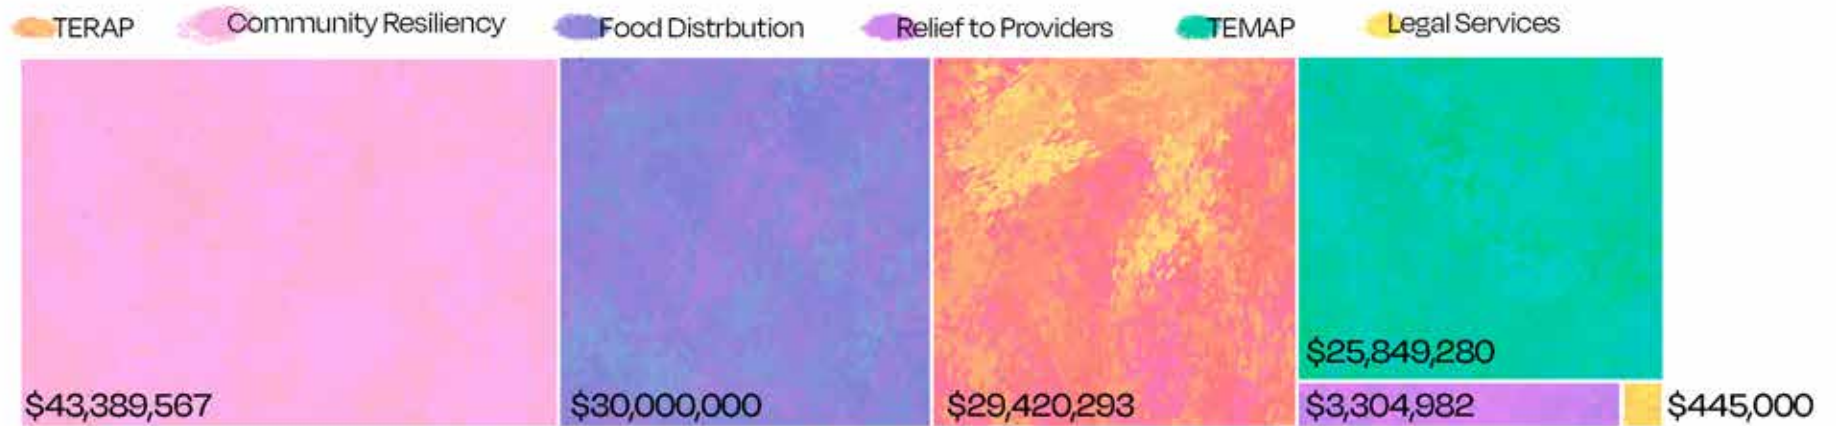 TERAP
Community Resiliency
Food Distrbution
Relief to Providers
TEMAP
Legal Services
$43,389,567
$30,000,000
$29,420,293
$25,849,280
$3,304,982
$445,000